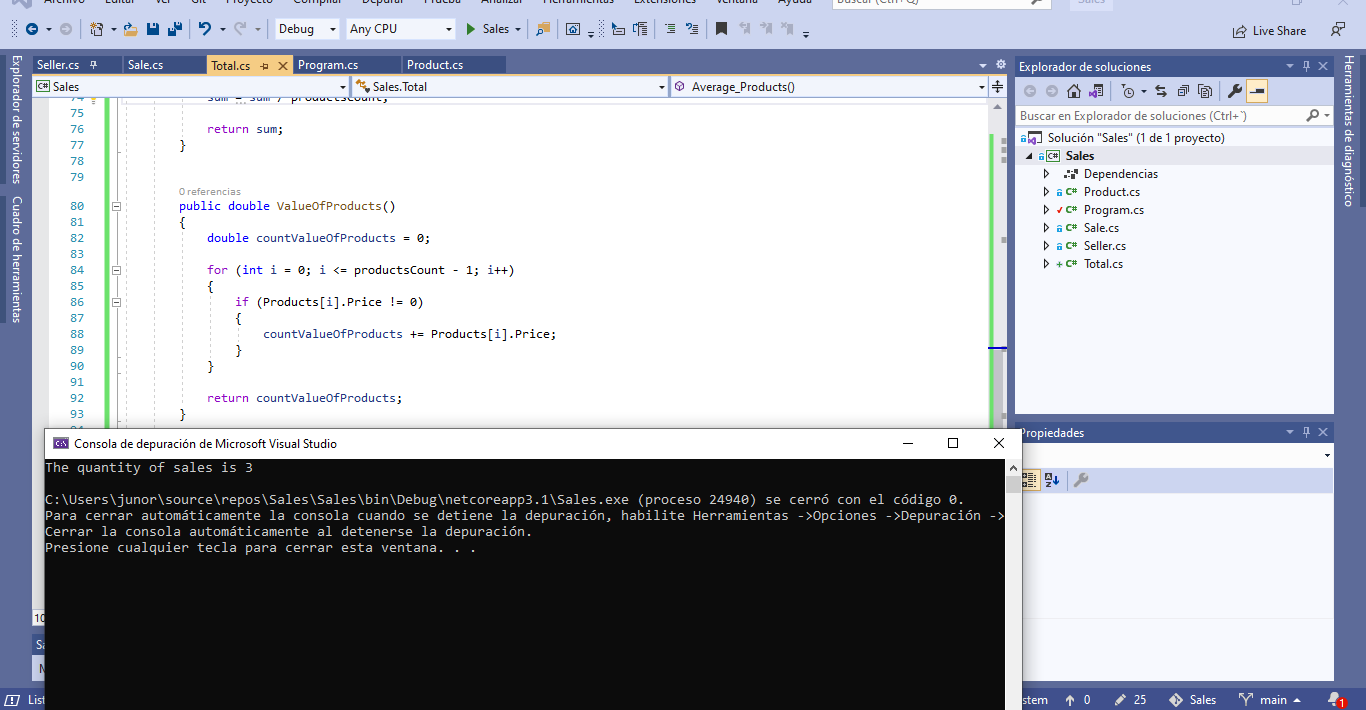 Archivo Editar Ver Git Proyecto Compilar Depurar Prueba Analizar Herramientas Extensiones Ventana Ayuda Buscar (Ctrl+Q) Sales
Debug Any CPU Sales Live Share
Explorador de servidores
Cuadro de herramientas
Seller.cs Sale.cs Total.cs Program.cs Product.cs
C# Sales Sales.Total Average_Products()
74 sum = sum / productsCount;
75
76 return sum;
77 }
78
79
0 referencias
80 public double ValueOfProducts()
81 {
82 double countValueOfProducts = 0;
83
84 for (int i = 0; i <= productsCount - 1; i++)
85 {
86 if (Products[i].Price != 0)
87 {
88 countValueOfProducts += Products[i].Price;
89 }
90 }
91
92 return countValueOfProducts;
93 }
Explorador de soluciones
Buscar en Explorador de soluciones (Ctrl+`)
Solución "Sales" (1 de 1 proyecto)
C# Sales
Dependencias
C# Product.cs
C# Program.cs
C# Sale.cs
C# Seller.cs
C# Total.cs
Propiedades
Herramientas de diagnóstico
C:\ Consola de depuración de Microsoft Visual Studio
The quantity of sales is 3
C:\Users\junor\source\repos\Sales\Sales\bin\Debug\netcoreapp3.1\Sales.exe (proceso 24940) se cerró con el código 0.
Para cerrar automáticamente la consola cuando se detiene la depuración, habilite Herramientas ->Opciones ->Depuración ->
Cerrar la consola automáticamente al detenerse la depuración.
Presione cualquier tecla para cerrar esta ventana. . .
10
Sa
List stem 0 25 Sales main 1